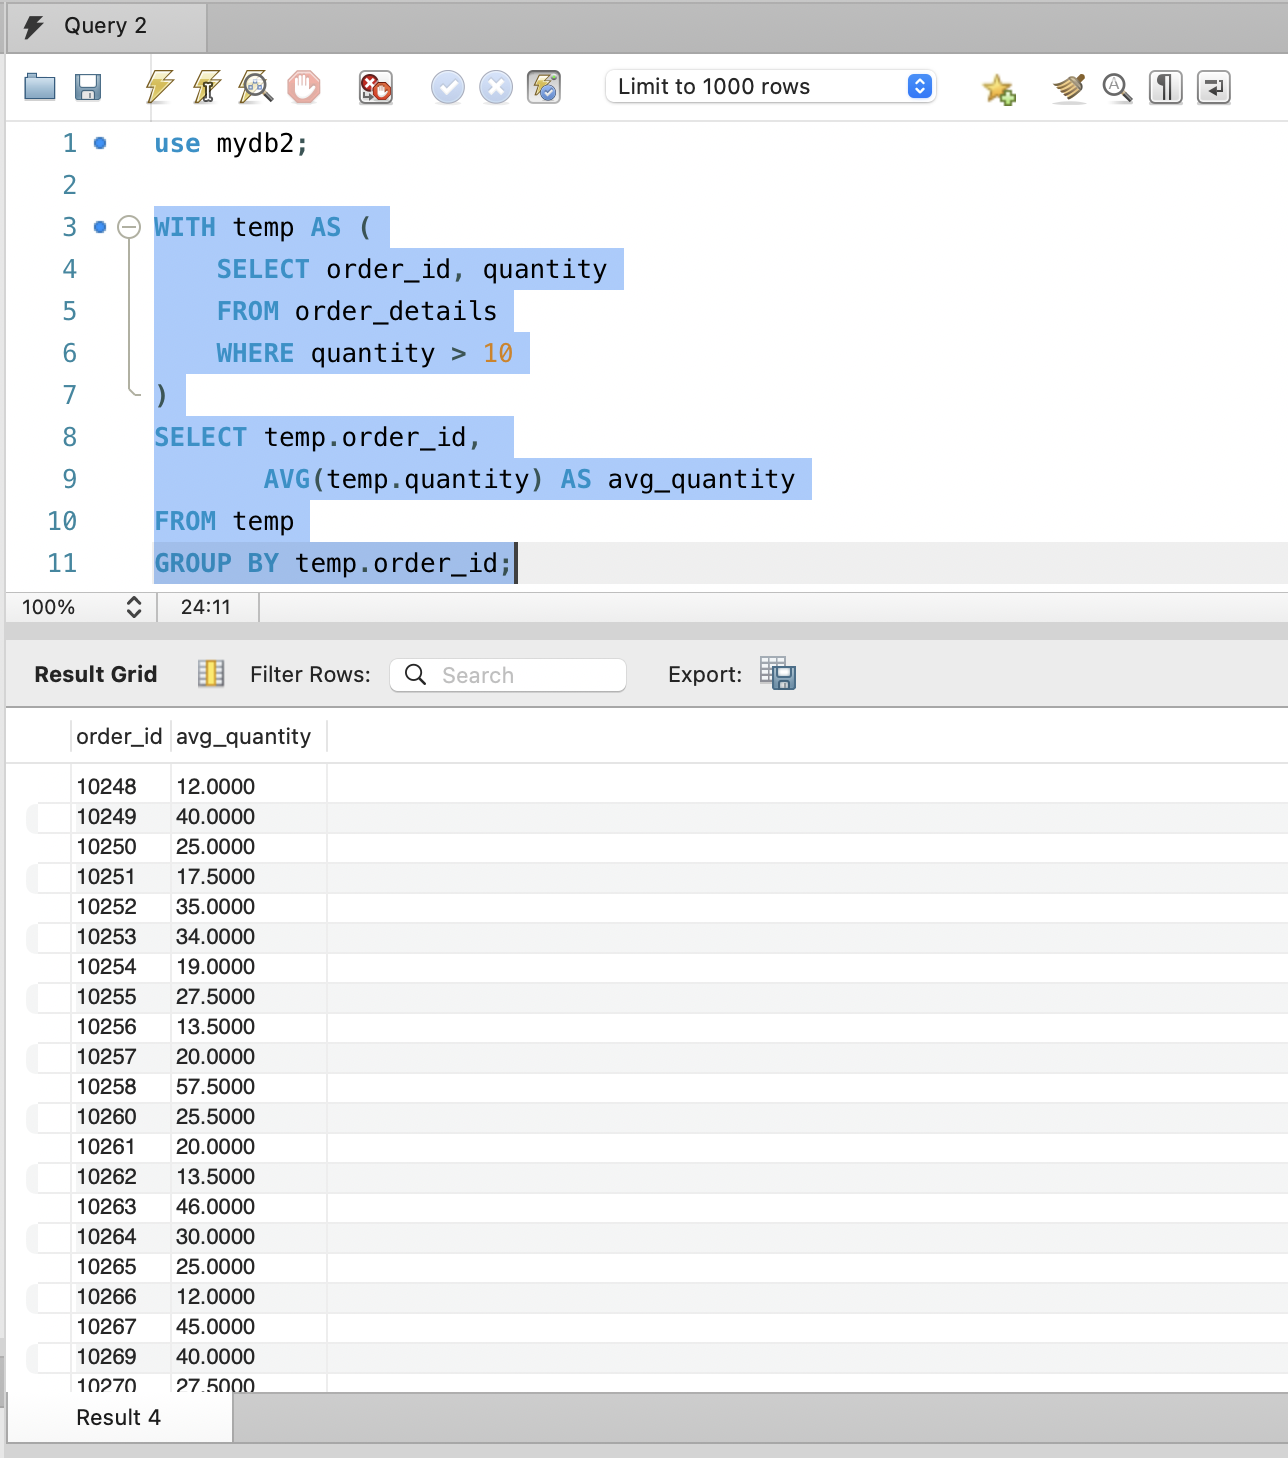 Query 2
Limit to 1000 rows
1 use mydb2;
2
3 WITH temp AS (
4 SELECT order_id, quantity
5 FROM order_details
6 WHERE quantity > 10
7 )
8 SELECT temp.order_id,
9 AVG(temp.quantity) AS avg_quantity
10 FROM temp
11 GROUP BY temp.order_id;
100% 24:11
Result Grid Filter Rows: Search Export:
order_id avg_quantity
10248 12.0000
10249 40.0000
10250 25.0000
10251 17.5000
10252 35.0000
10253 34.0000
10254 19.0000
10255 27.5000
10256 13.5000
10257 20.0000
10258 57.5000
10260 25.5000
10261 20.0000
10262 13.5000
10263 46.0000
10264 30.0000
10265 25.0000
10266 12.0000
10267 45.0000
10269 40.0000
10270 27.5000
Result 4